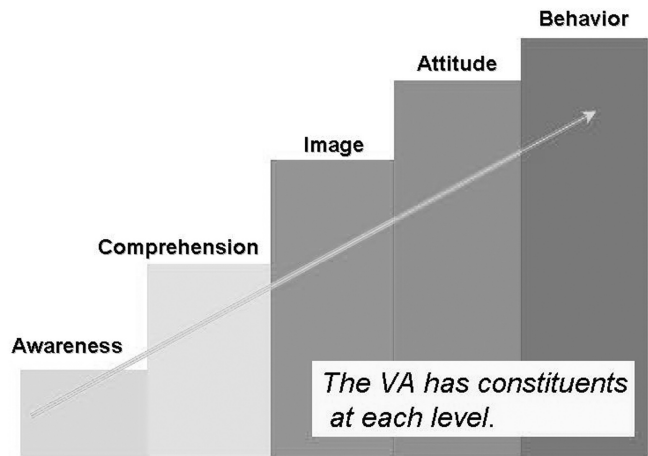 Behavior
Attitude
Image
Comprehension
Awareness
The VA has constituents
at each level.